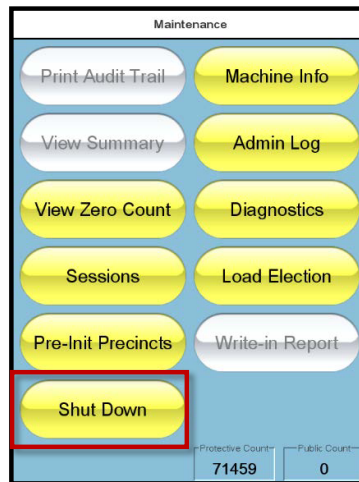 Maintenance
Print Audit Trail
Machine Info
View Summary
Admin Log
View Zero Count
Diagnostics
Sessions
Load Election
Pre-Init Precincts
Write-in Report
Shut Down
Protective Count
Public Count
71459
0